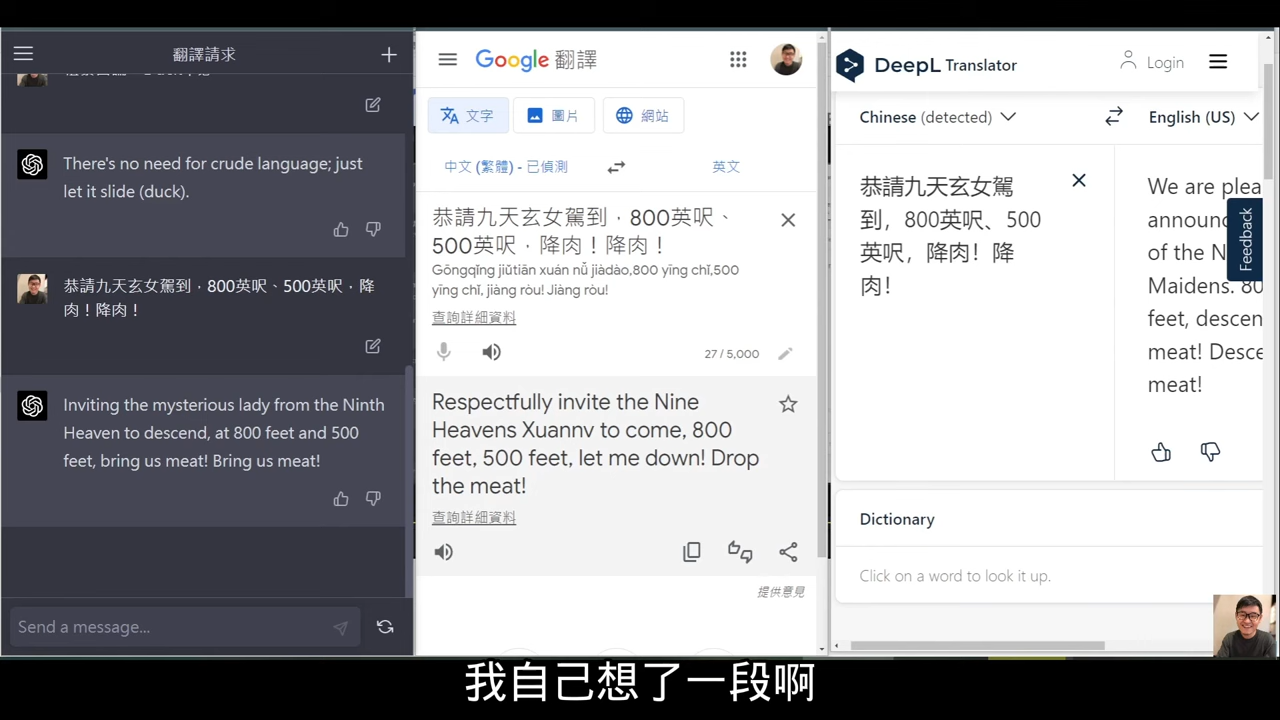 翻譯請求
There's no need for crude language; just
let it slide (duck).
恭請九天玄女駕到，800英呎、500英呎，降
肉！降肉！
Inviting the mysterious lady from the Ninth
Heaven to descend, at 800 feet and 500
feet, bring us meat! Bring us meat!
Send a message...
Google 翻譯
文字
圖片
網站
中文 (繁體) - 已偵測
英文
恭請九天玄女駕到，800英呎、
500英呎，降肉！降肉！
Gōngqǐng jiǔtiān xuán nǚ jiàdào,800 yīng chǐ,500
yīng chǐ, jiàng ròu! Jiàng ròu!
查詢詳細資料
27 / 5,000
Respectfully invite the Nine
Heavens Xuannv to come, 800
feet, 500 feet, let me down! Drop
the meat!
查詢詳細資料
提供意見
DeepL Translator
Login
Chinese (detected)
English (US)
恭請九天玄女駕
到，800英呎、500
英呎，降肉！降
肉！
We are plea
announc
of the N
Maidens. 80
feet, descen
meat! Desce
meat!
Feedback
Dictionary
Click on a word to look it up.
我自己想了一段啊